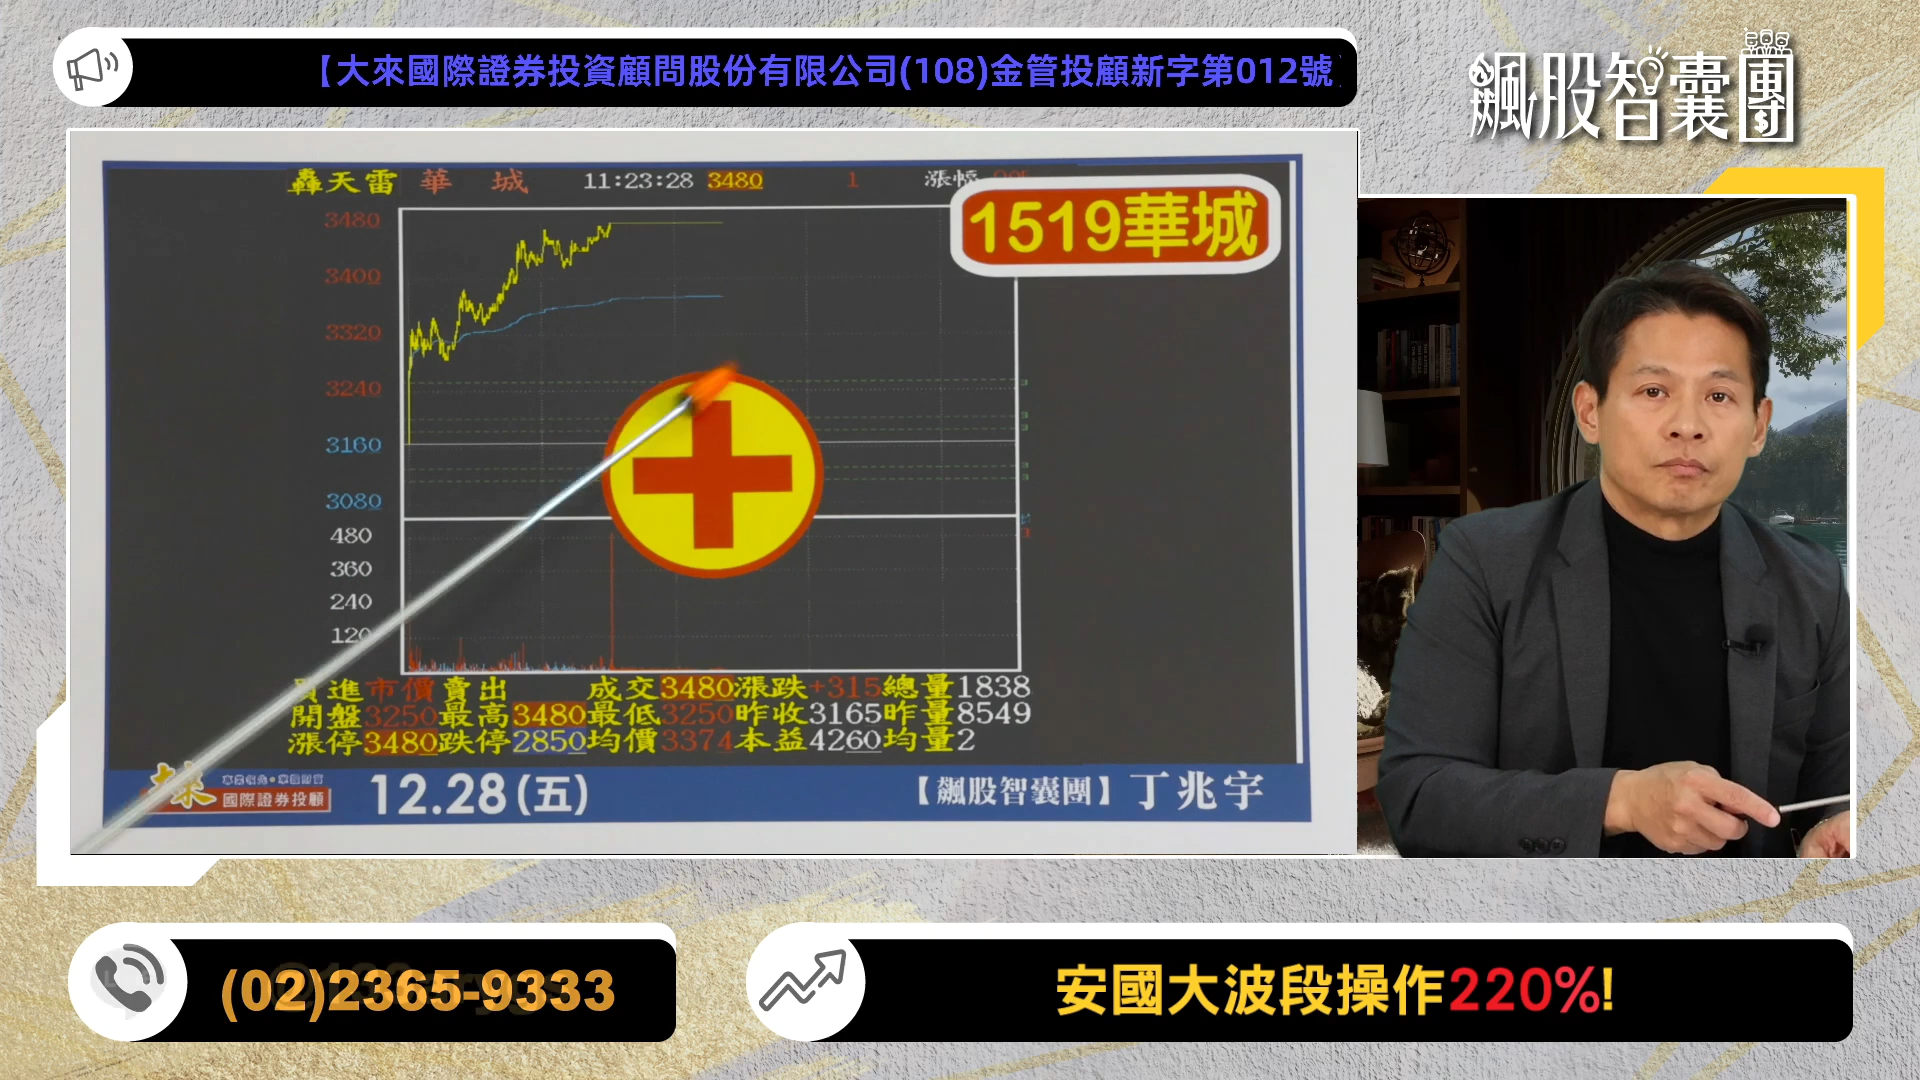 【大來國際證券投資顧問股份有限公司(108)金管投顧新字第012號
飆股智囊團
轟天雷 華 城 11:23:28 3480 1 漲幅
1519華城
3480
3400
3320
3240
3160
3080
480
360
240
120
買進市價賣出 成交3480漲跌+315總量1838
開盤3250最高3480最低3250昨收3165昨量8549
漲停3480跌停2850均價3374本益4260均量2
大來 國際證券投顧
12.28(五)
【飆股智囊團】丁兆宇
(02)2365-9333
安國大波段操作220%!